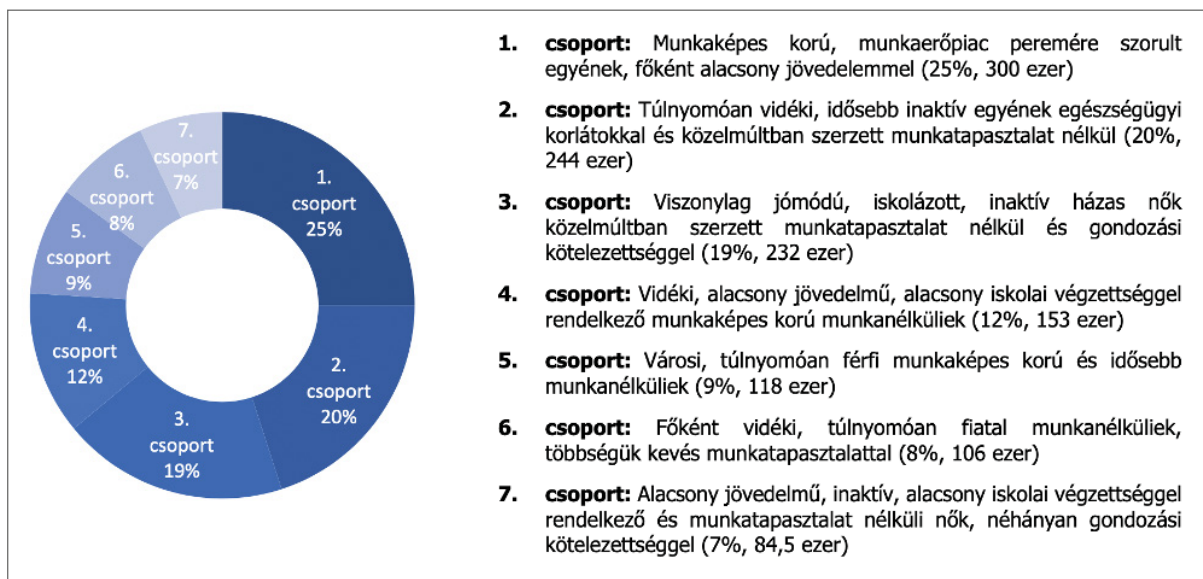 7.
csoport
7%
6.
csoport
8%
5.
csoport
9%
4.
csoport
12%
3.
csoport
19%
2.
csoport
20%
1.
csoport
25%
1. csoport: Munkaképes korú, munkaerőpiac peremére szorult
egyének, főként alacsony jövedelemmel (25%, 300 ezer)
2. csoport: Túlnyomóan vidéki, idősebb inaktív egyének egészségügyi
korlátokkal és közelmúltban szerzett munkatapasztalat nélkül (20%,
244 ezer)
3. csoport: Viszonylag jómódú, iskolázott, inaktív házas nők
közelmúltban szerzett munkatapasztalat nélkül és gondozási
kötelezettséggel (19%, 232 ezer)
4. csoport: Vidéki, alacsony jövedelmű, alacsony iskolai végzettséggel
rendelkező munkaképes korú munkanélküliek (12%, 153 ezer)
5. csoport: Városi, túlnyomóan férfi munkaképes korú és idősebb
munkanélküliek (9%, 118 ezer)
6. csoport: Főként vidéki, túlnyomóan fiatal munkanélküliek,
többségük kevés munkatapasztalattal (8%, 106 ezer)
7. csoport: Alacsony jövedelmű, inaktív, alacsony iskolai végzettséggel
rendelkező és munkatapasztalat nélküli nők, néhányan gondozási
kötelezettséggel (7%, 84,5 ezer)